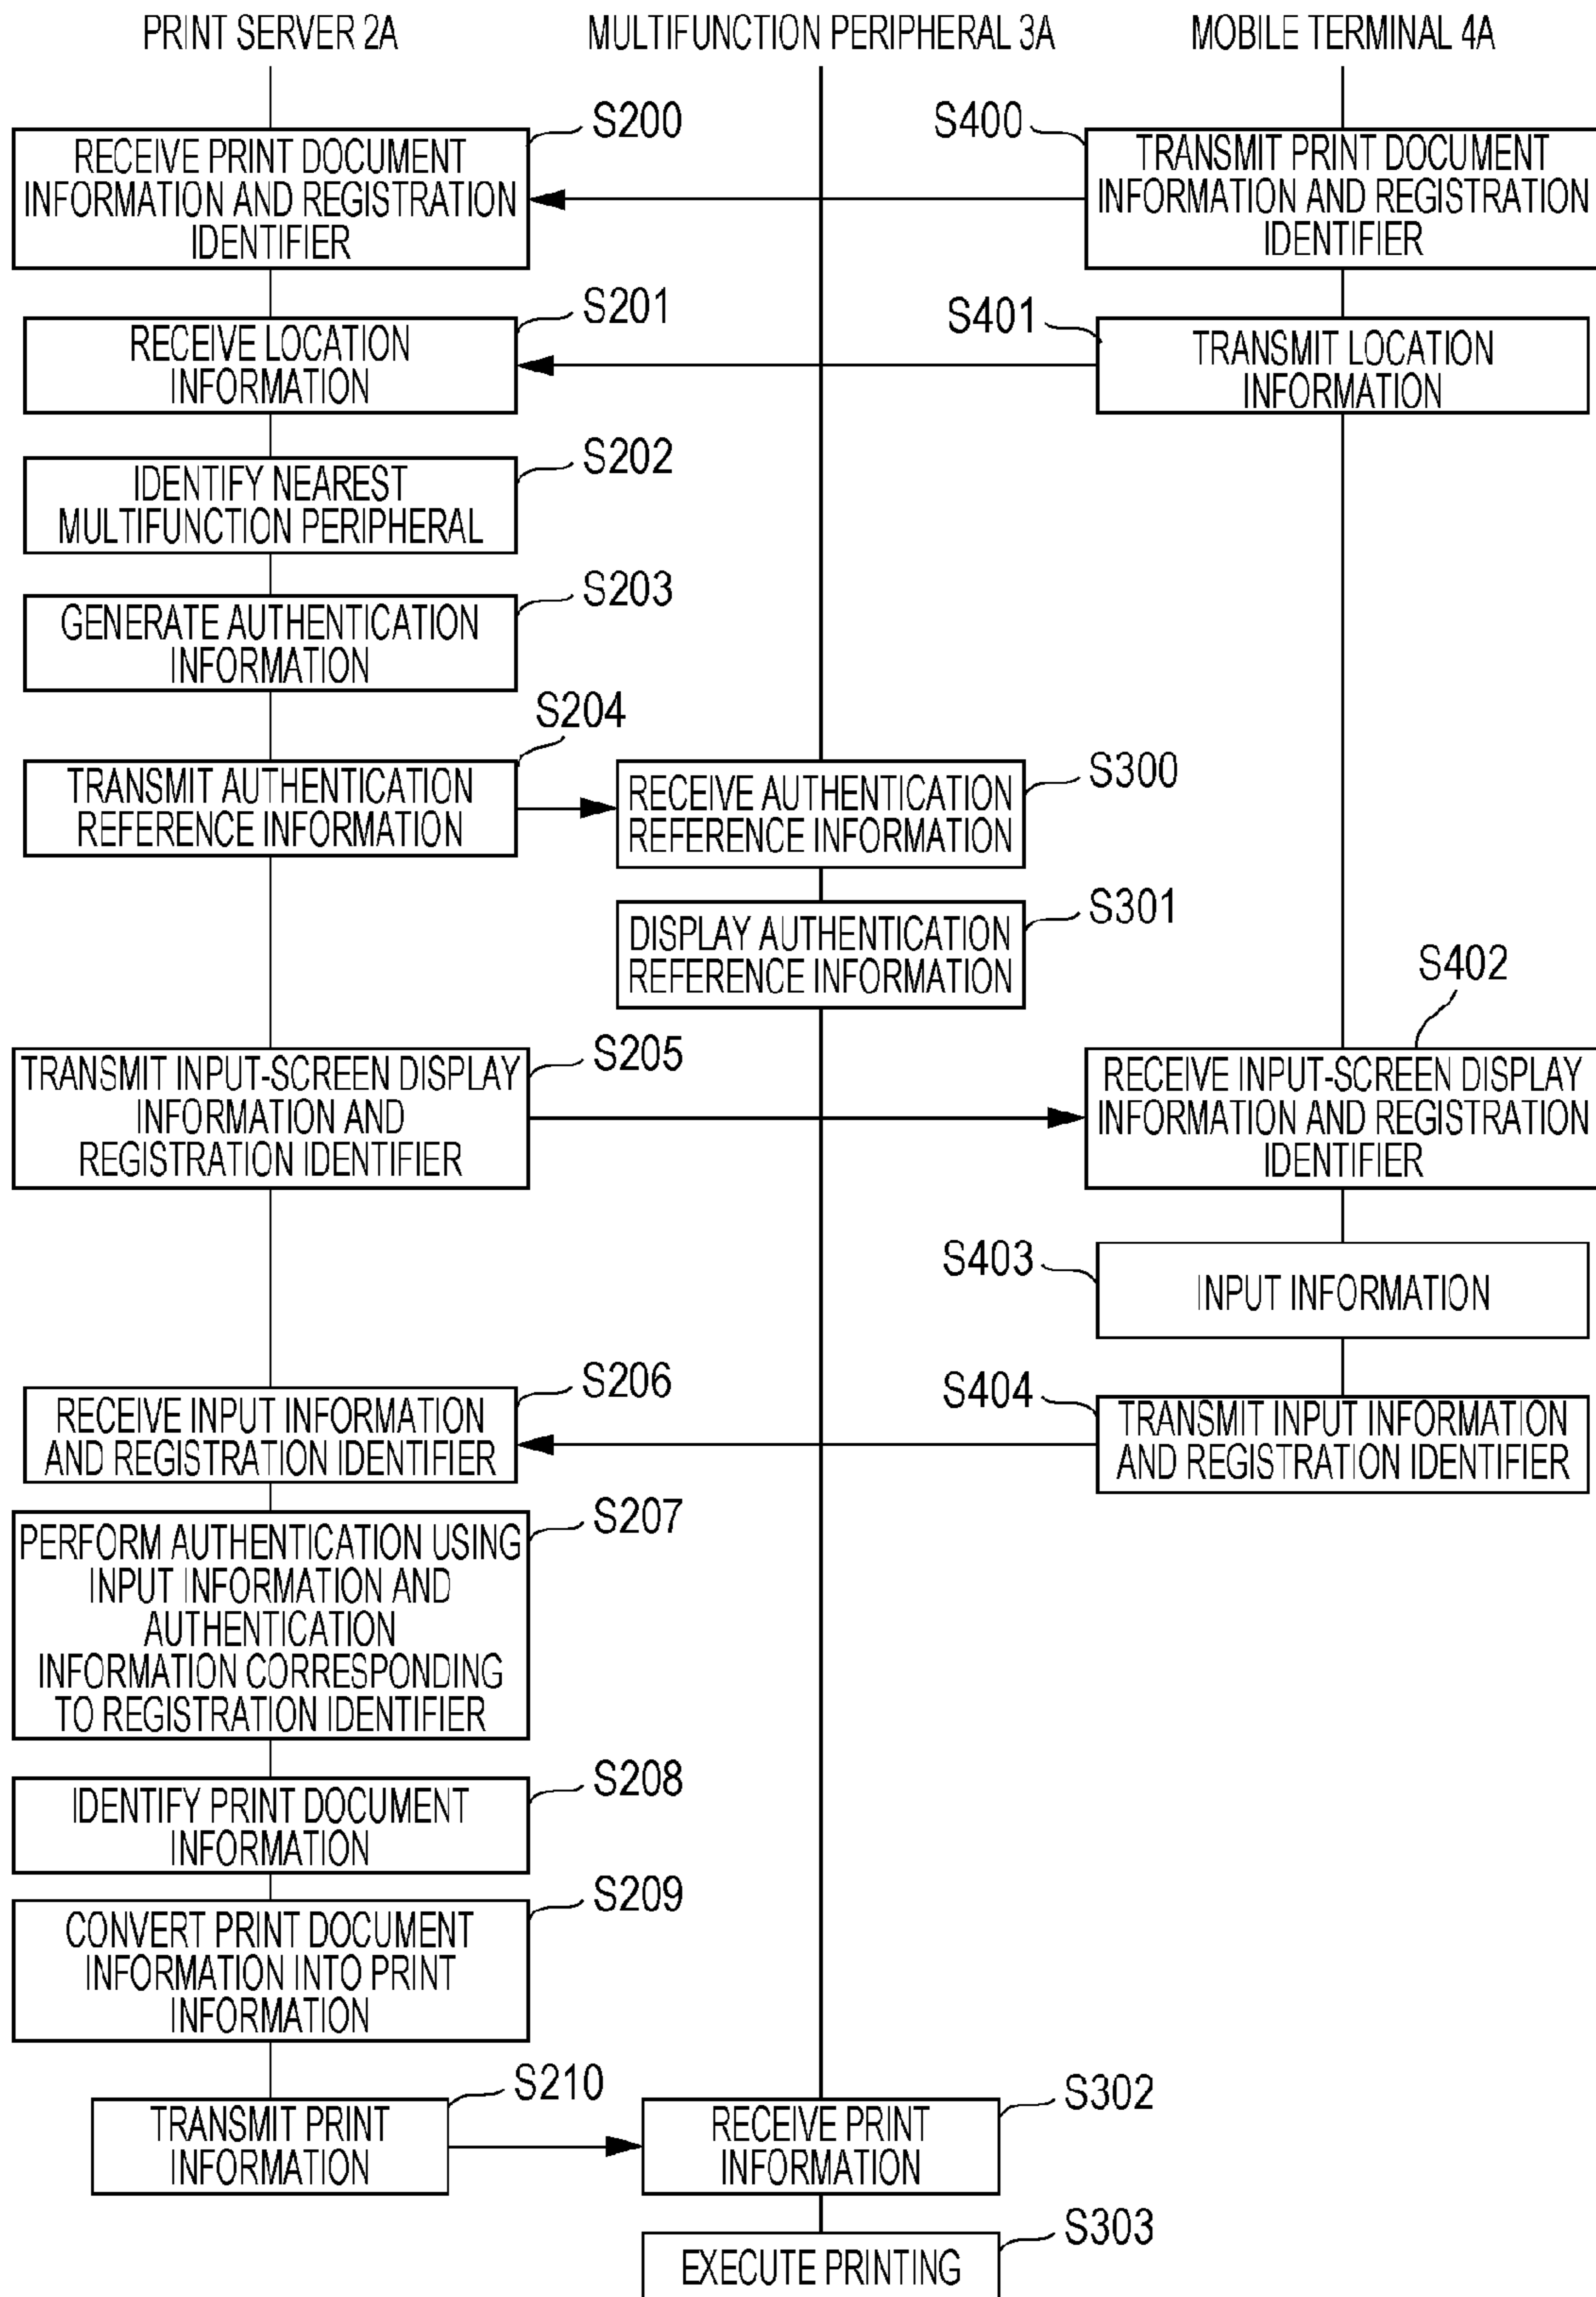 PRINT SERVER 2A
MULTIFUNCTION PERIPHERAL 3A
MOBILE TERMINAL 4A
S200
RECEIVE PRINT DOCUMENT
INFORMATION AND REGISTRATION
IDENTIFIER
S400
TRANSMIT PRINT DOCUMENT
INFORMATION AND REGISTRATION
IDENTIFIER
S201
RECEIVE LOCATION
INFORMATION
S401
TRANSMIT LOCATION
INFORMATION
S202
IDENTIFY NEAREST
MULTIFUNCTION PERIPHERAL
S203
GENERATE AUTHENTICATION
INFORMATION
S204
TRANSMIT AUTHENTICATION
REFERENCE INFORMATION
S300
RECEIVE AUTHENTICATION
REFERENCE INFORMATION
S301
DISPLAY AUTHENTICATION
REFERENCE INFORMATION
S205
TRANSMIT INPUT-SCREEN DISPLAY
INFORMATION AND
REGISTRATION IDENTIFIER
S402
RECEIVE INPUT-SCREEN DISPLAY
INFORMATION AND REGISTRATION
IDENTIFIER
S403
INPUT INFORMATION
S206
RECEIVE INPUT INFORMATION
AND REGISTRATION IDENTIFIER
S404
TRANSMIT INPUT INFORMATION
AND REGISTRATION IDENTIFIER
S207
PERFORM AUTHENTICATION USING
INPUT INFORMATION AND
AUTHENTICATION
INFORMATION CORRESPONDING
TO REGISTRATION IDENTIFIER
S208
IDENTIFY PRINT DOCUMENT
INFORMATION
S209
CONVERT PRINT DOCUMENT
INFORMATION INTO PRINT
INFORMATION
S210
TRANSMIT PRINT
INFORMATION
S302
RECEIVE PRINT
INFORMATION
S303
EXECUTE PRINTING